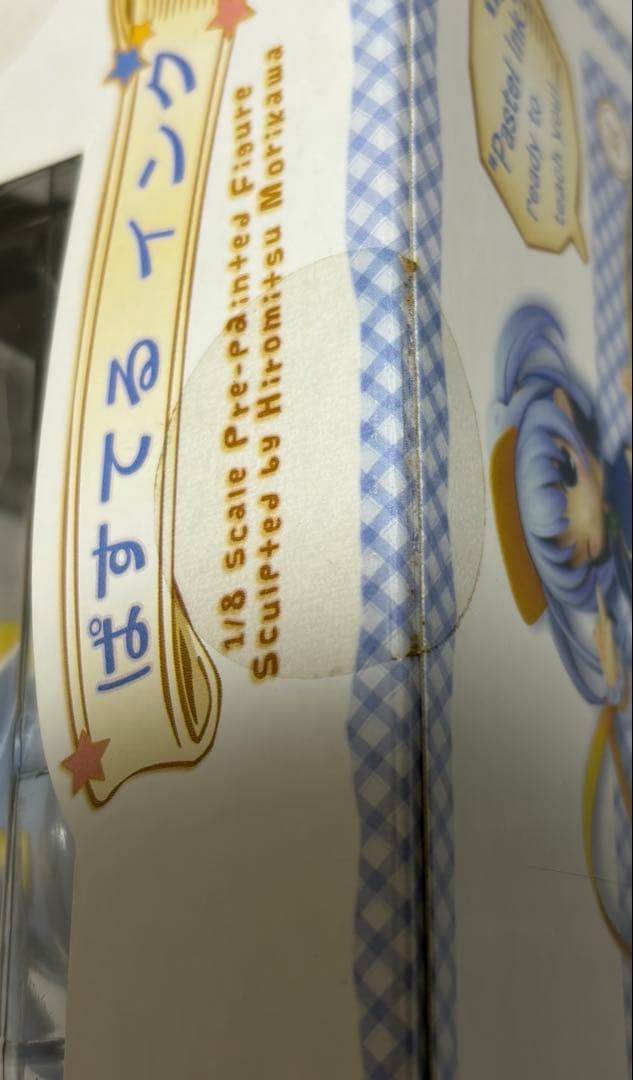 ぱすてる インク
1/8 scale Pre-painted Figure
Sculpted by Hiromitsu Morikawa
"Pastel Ink"
ready to
teach you!